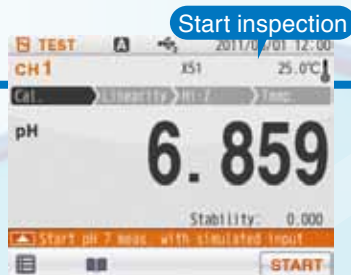 Start inspection
TEST A 2011/0 /01 12:00
CH1 X51 25.0℃
Cal. Linearity Hi-Z Temp.
pH 6.859
Stability: 0.000
Start pH 7 meas. with simulated input
START